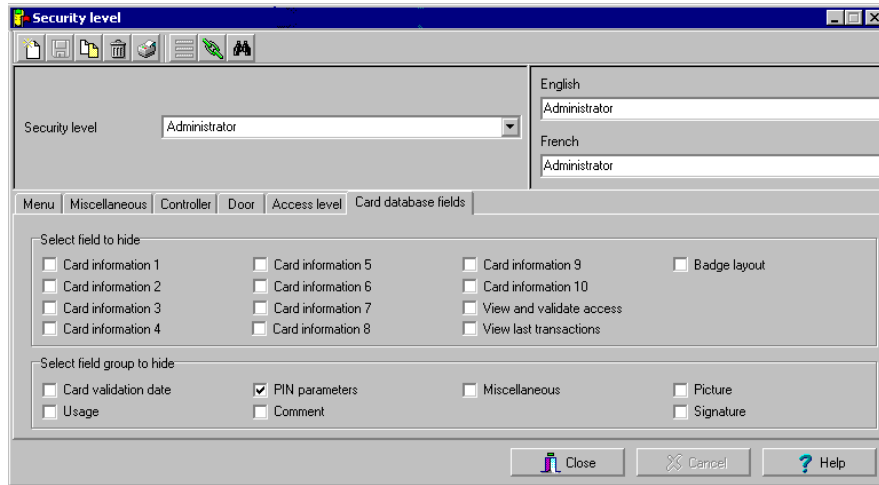 Security level
English
Administrator
Security level
Administrator
French
Administrator
Menu Miscellaneous Controller Door Access level Card database fields
Select field to hide
Card information 1 Card information 5 Card information 9 Badge layout
Card information 2 Card information 6 Card information 10
Card information 3 Card information 7 View and validate access
Card information 4 Card information 8 View last transactions
Select field group to hide
Card validation date PIN parameters Miscellaneous Picture
Usage Comment Signature
Close Cancel Help